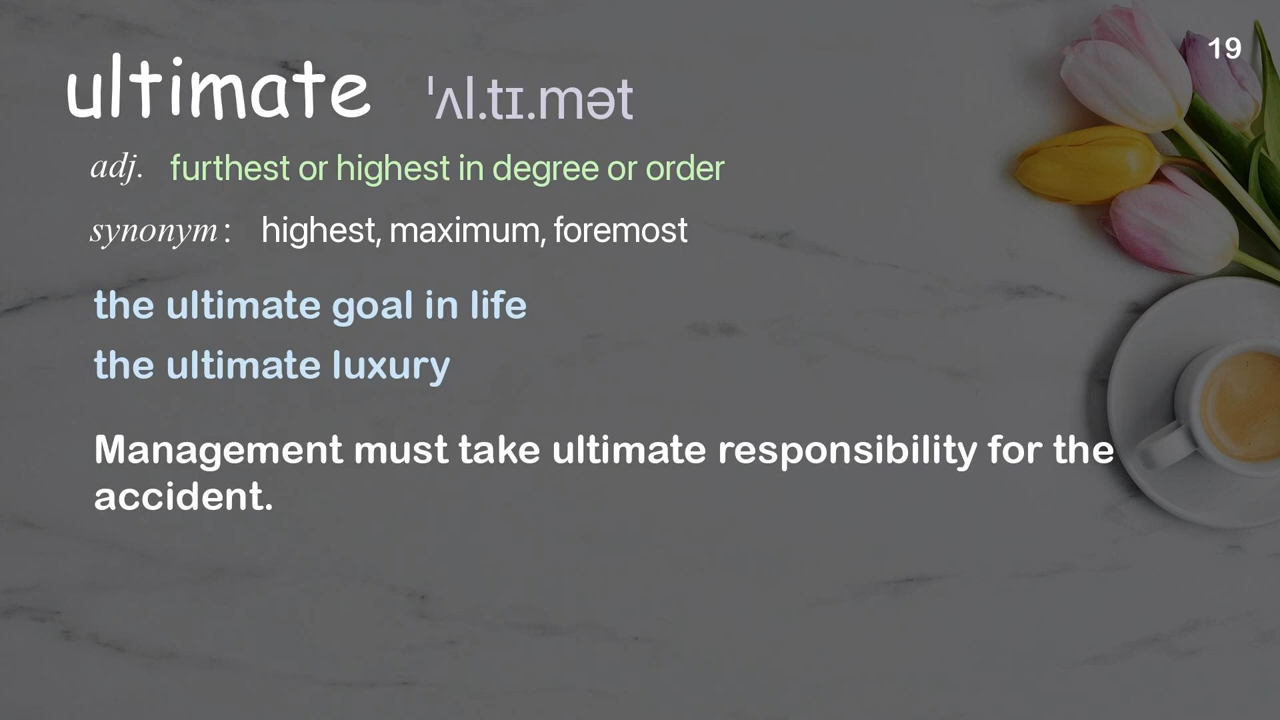 19
ultimate ˈʌl.tɪ.mət
adj. furthest or highest in degree or order
synonym: highest, maximum, foremost
the ultimate goal in life
the ultimate luxury
Management must take ultimate responsibility for the
accident.